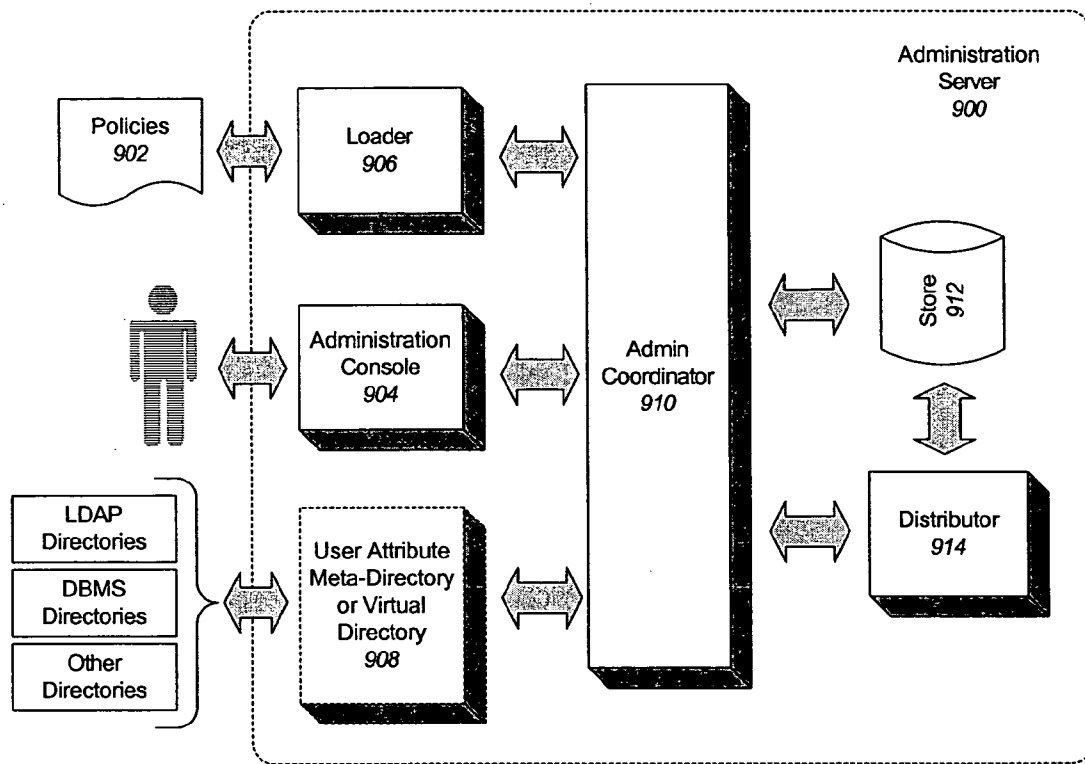 Administration
Server
900
Policies
902
Loader
906
Administration
Console
904
Admin
Coordinator
910
Store
912
LDAP
Directories
DBMS
Directories
Other
Directories
User Attribute
Meta-Directory
or Virtual
Directory
908
Distributor
914